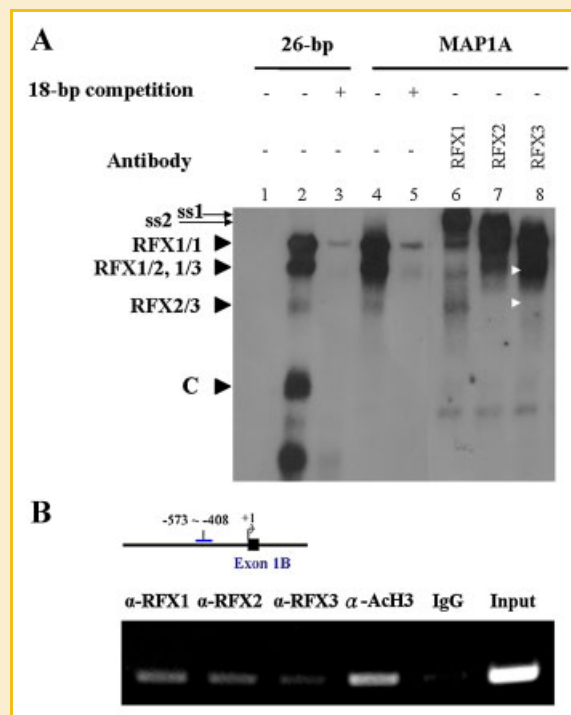 A
26-bp MAP1A
18-bp competition - - + - + - - -
Antibody - - - - - RFX1 RFX2 RFX3
1 2 3 4 5 6 7 8
ss1
ss2
RFX1/1
RFX1/2, 1/3
RFX2/3
C
B
-573 ~ -408 +1
Exon 1B
α-RFX1 α-RFX2 α-RFX3 α-AcH3 IgG Input